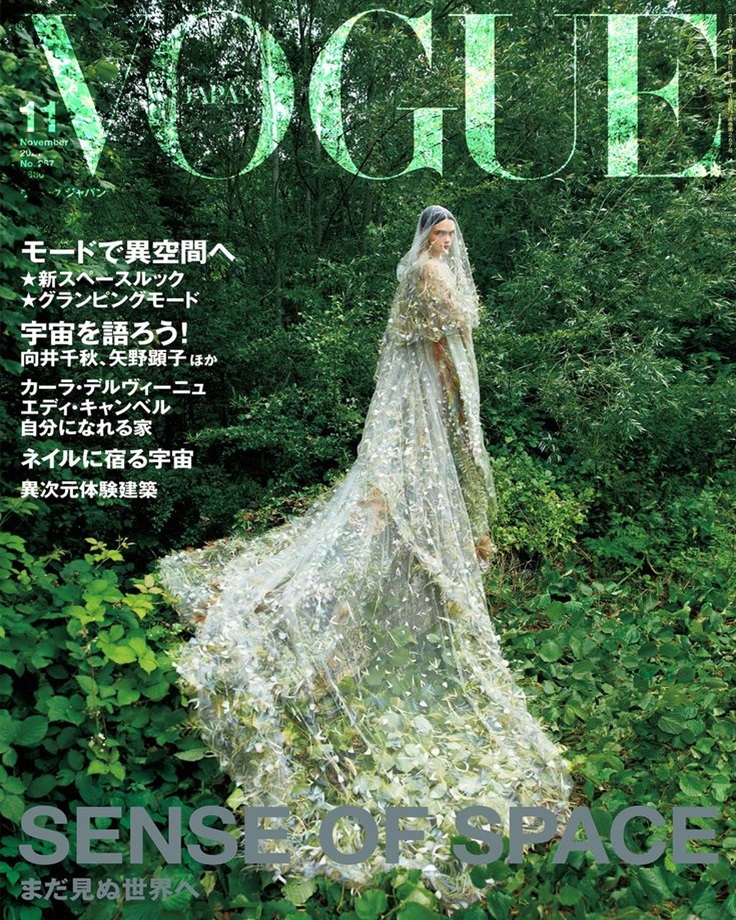 VOGUE
JAPAN
11
November
モードで異空間へ
★新スペースルック
★グランピングモード
宇宙を語ろう!
向井千秋、矢野顕子 ほか
カーラ・デルヴィーニュ
エディ・キャンベル
自分になれる家
ネイルに宿る宇宙
異次元体験建築
SENSE OF SPACE
まだ見ぬ世界へ